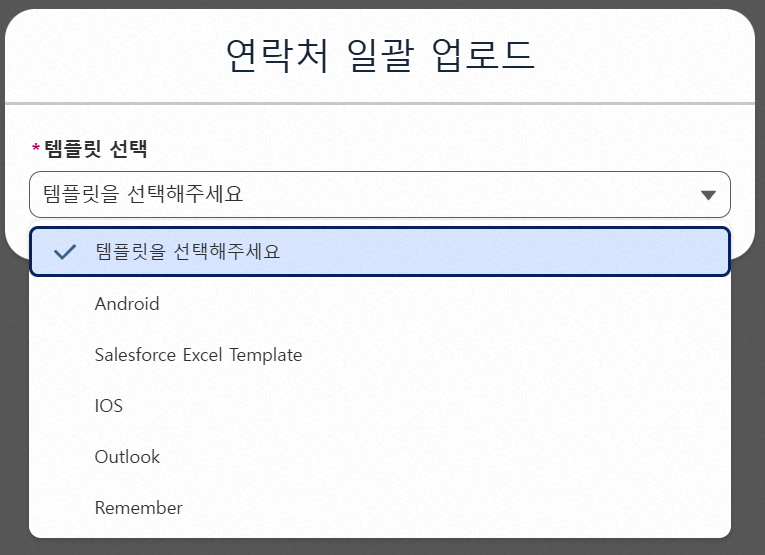 연락처 일괄 업로드
*템플릿 선택
템플릿을 선택해주세요
템플릿을 선택해주세요
Android
Salesforce Excel Template
IOS
Outlook
Remember